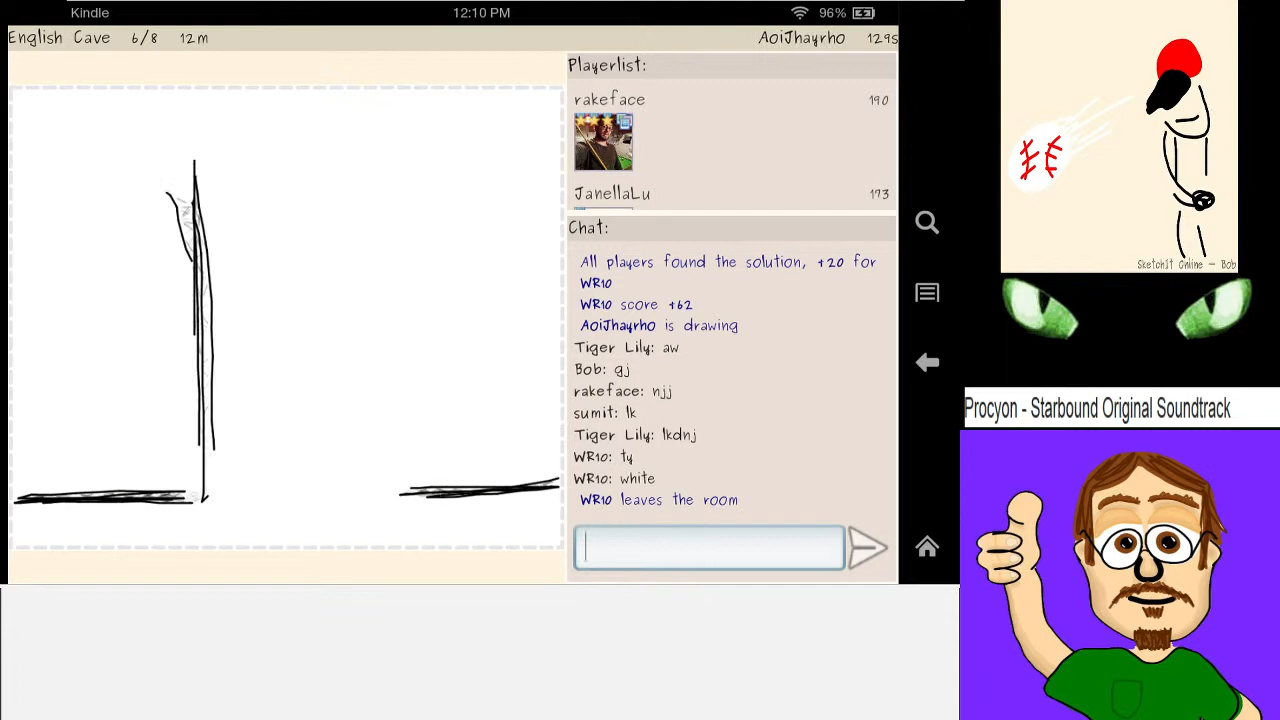 Kindle 12:10 PM 96%
English Cave 6/8 12m AoiJhayrho 129s
Playerlist:
rakeface 190
JanellaLu 173
Chat:
All players found the solution, +20 for
WR10
WR10 score +62
AoiJhayrho is drawing
Tiger Lily: aw
Bob: gj
rakeface: njj
sumit: lk
Tiger Lily: lkdnj
WR10: ty
WR10: white
WR10 leaves the room
SketchIt Online - Bob
Procyon - Starbound Original Soundtrack